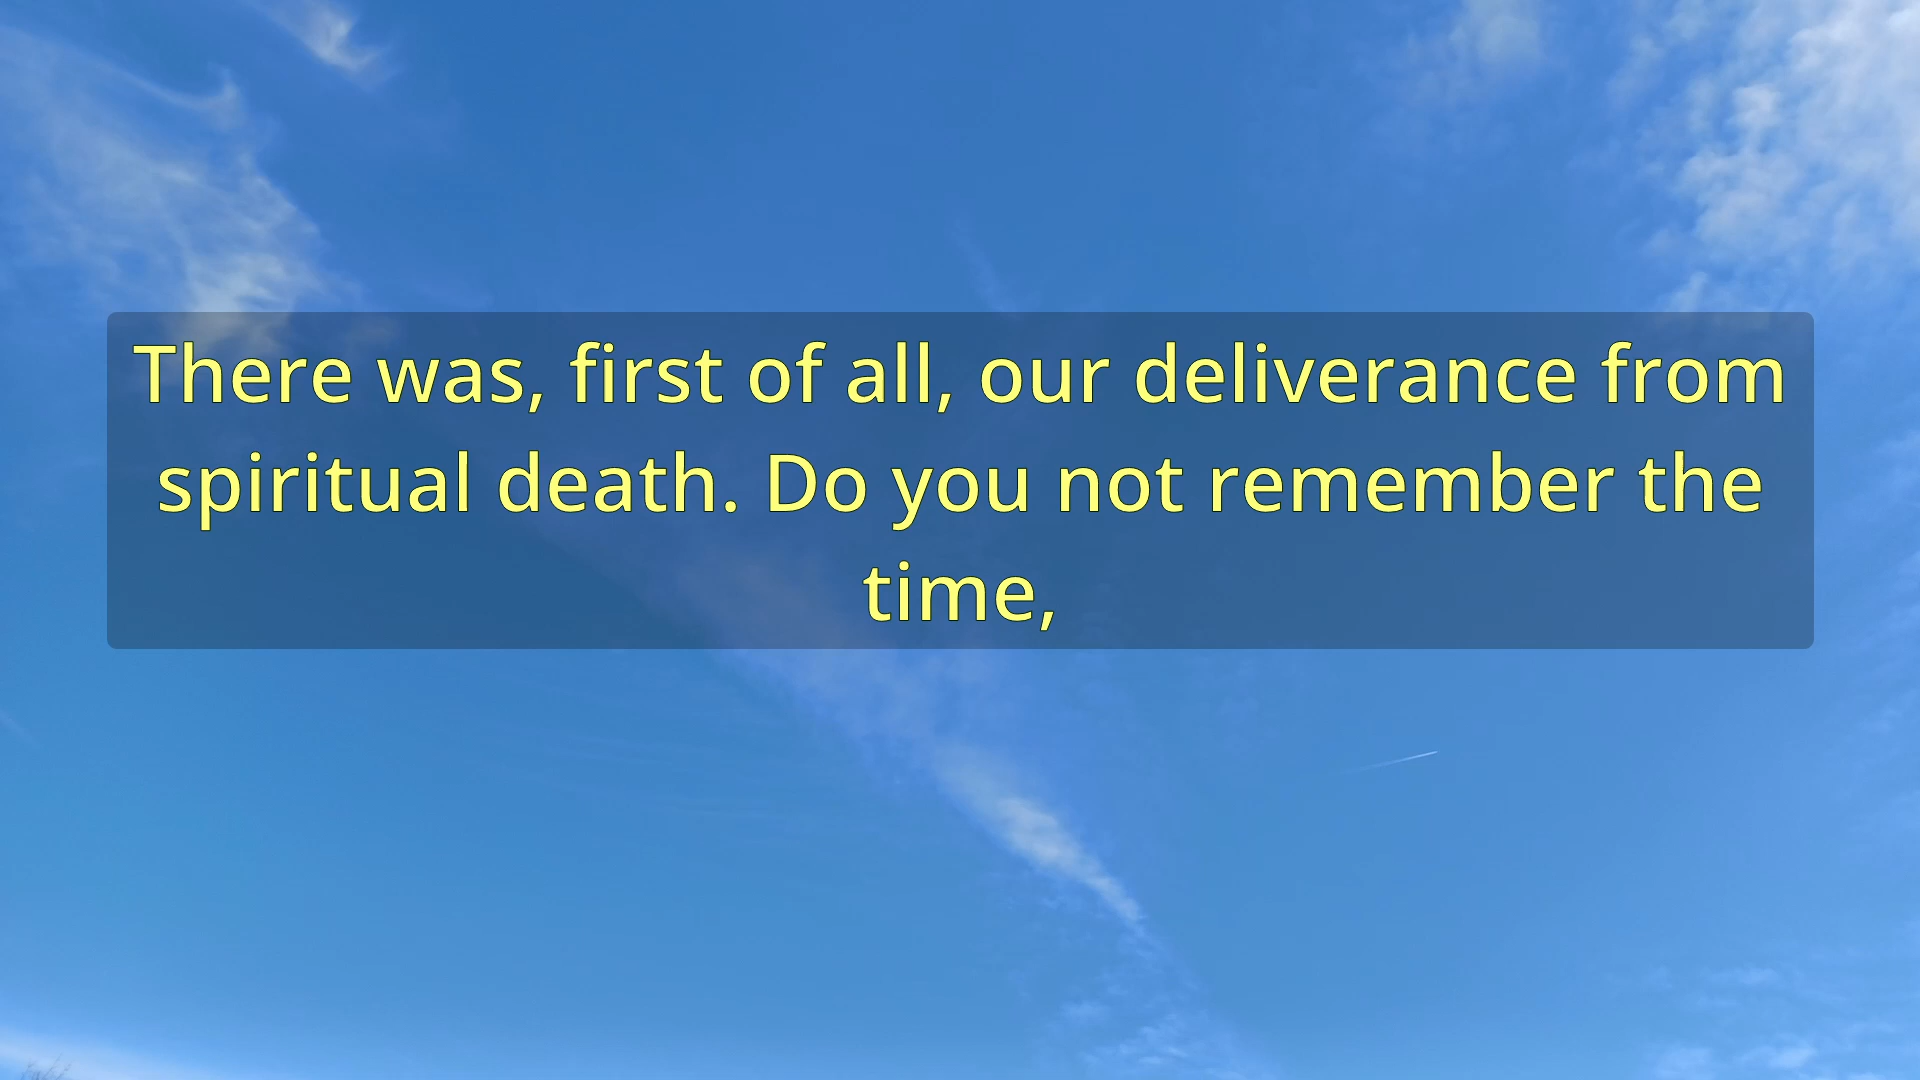 There was, first of all, our deliverance from
spiritual death. Do you not remember the
time,